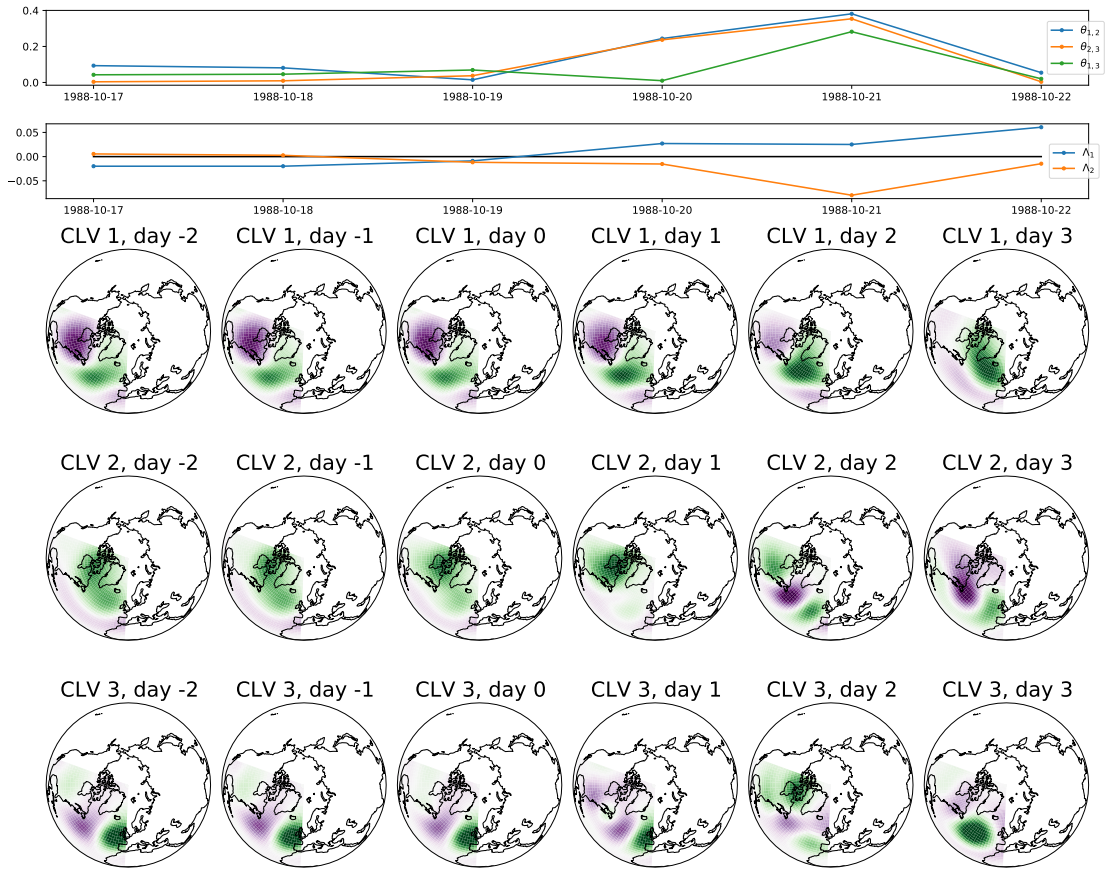 0.4
0.2
0.0
θ1,2
θ2,3
θ1,3
1988-10-17 1988-10-18 1988-10-19 1988-10-20 1988-10-21 1988-10-22
0.05
0.00
−0.05
Λ1
Λ2
1988-10-17 1988-10-18 1988-10-19 1988-10-20 1988-10-21 1988-10-22
CLV 1, day -2 CLV 1, day -1 CLV 1, day 0 CLV 1, day 1 CLV 1, day 2 CLV 1, day 3
CLV 2, day -2 CLV 2, day -1 CLV 2, day 0 CLV 2, day 1 CLV 2, day 2 CLV 2, day 3
CLV 3, day -2 CLV 3, day -1 CLV 3, day 0 CLV 3, day 1 CLV 3, day 2 CLV 3, day 3